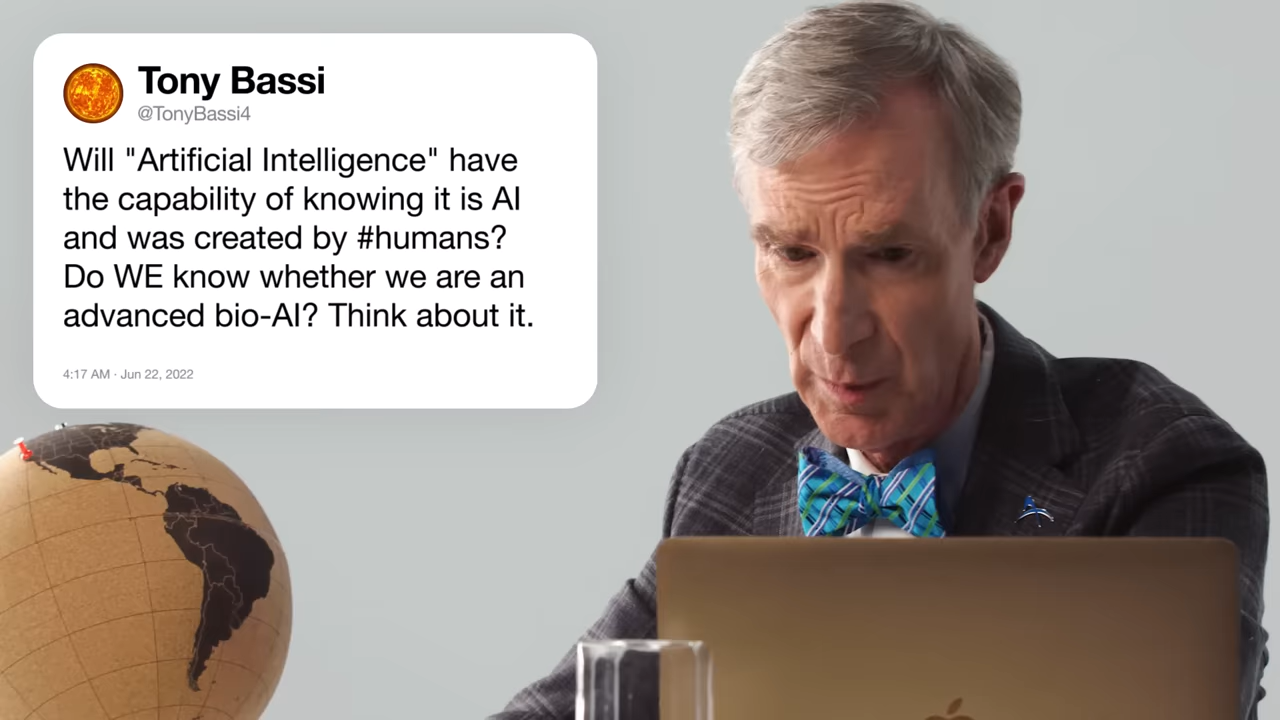 Tony Bassi
@TonyBassi4
Will "Artificial Intelligence" have
the capability of knowing it is AI
and was created by #humans?
Do WE know whether we are an
advanced bio-AI? Think about it.
4:17 AM · Jun 22, 2022